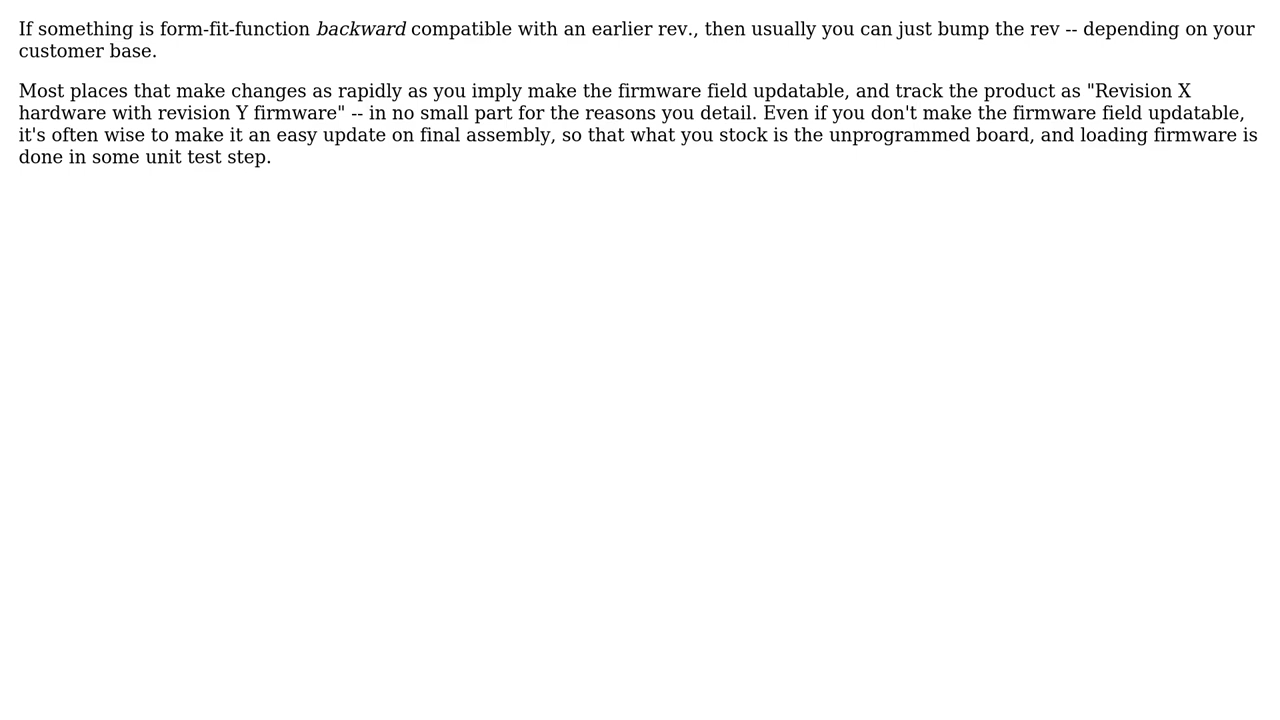 If something is form-fit-function backward compatible with an earlier rev., then usually you can just bump the rev -- depending on your
customer base.
Most places that make changes as rapidly as you imply make the firmware field updatable, and track the product as "Revision X
hardware with revision Y firmware" -- in no small part for the reasons you detail. Even if you don't make the firmware field updatable,
it's often wise to make it an easy update on final assembly, so that what you stock is the unprogrammed board, and loading firmware is
done in some unit test step.